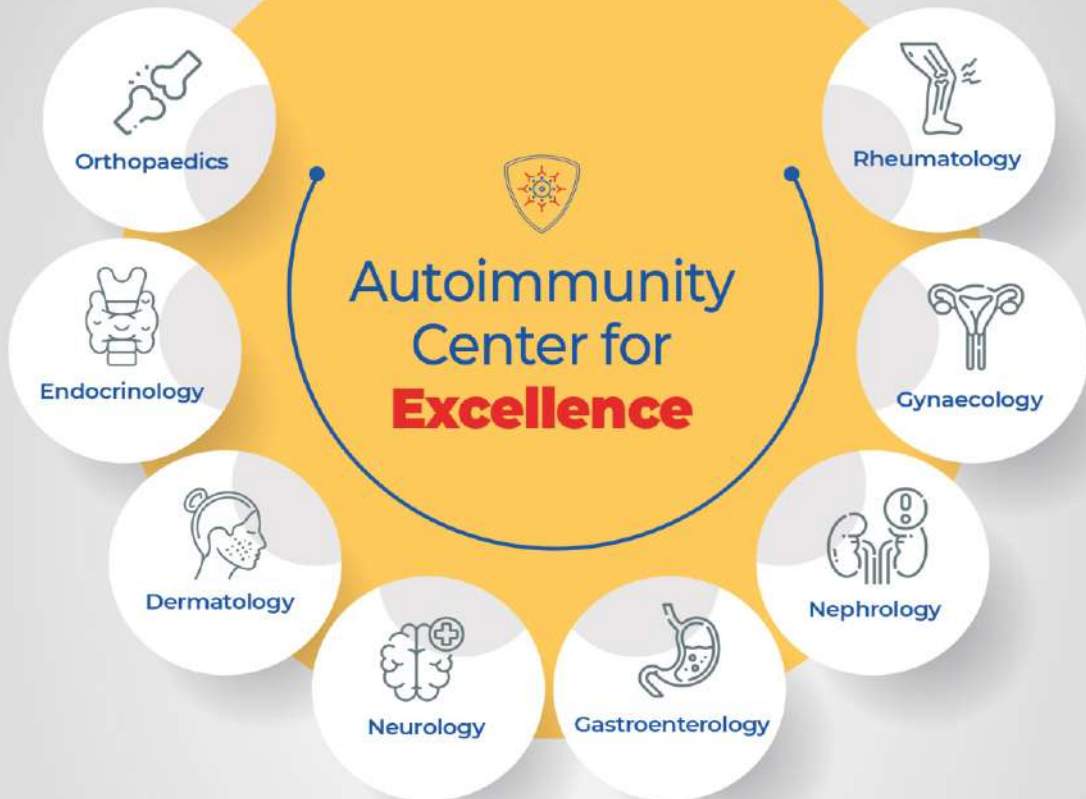 Orthopaedics
Rheumatology
Autoimmunity
Center for
Excellence
Endocrinology
Gynaecology
Dermatology
Nephrology
Neurology
Gastroenterology